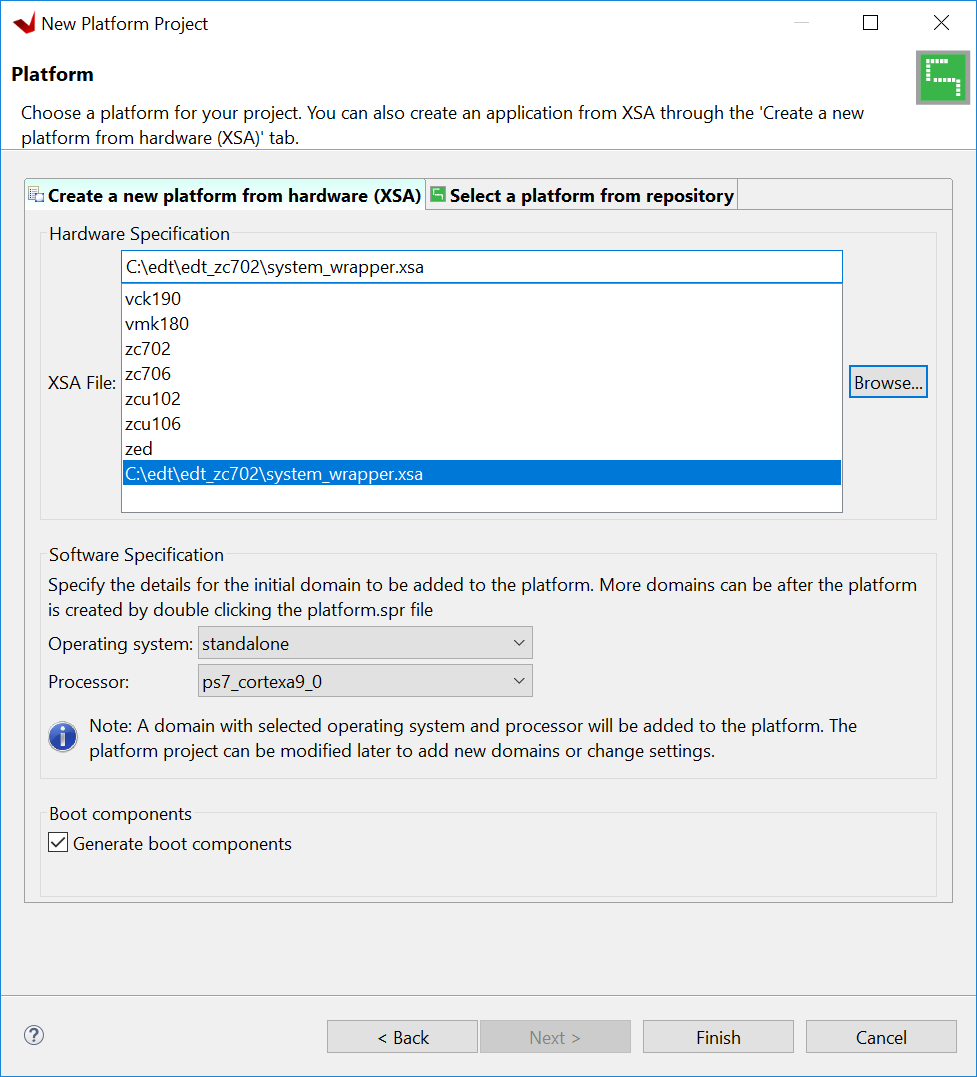 New Platform Project
Platform
Choose a platform for your project. You can also create an application from XSA through the 'Create a new
platform from hardware (XSA)' tab.
Create a new platform from hardware (XSA)
Select a platform from repository
Hardware Specification
C:\edt\edt_zc702\system_wrapper.xsa
vck190
vmk180
zc702
zc706
XSA File:
Browse...
zcu102
zcu106
zed
C:\edt\edt_zc702\system_wrapper.xsa
Software Specification
Specify the details for the initial domain to be added to the platform. More domains can be after the platform
is created by double clicking the platform.spr file
Operating system: standalone
Processor: ps7_cortexa9_0
Note: A domain with selected operating system and processor will be added to the platform. The
platform project can be modified later to add new domains or change settings.
Boot components
Generate boot components
< Back
Next >
Finish
Cancel